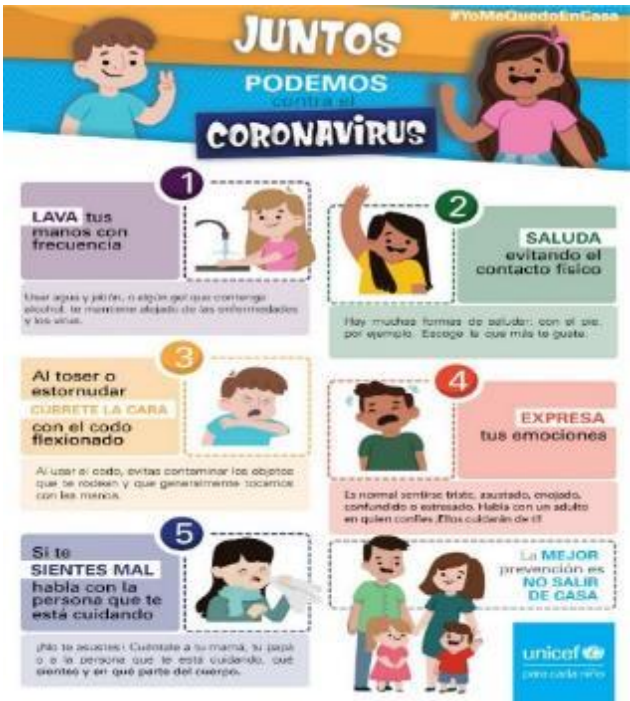 #YoMeQuedoEnCasa
JUNTOS
PODEMOS
contra el
CORONAVIRUS
1
LAVA tus
manos con
frecuencia
Usar agua y jabón, o algún gel que contenga
alcohol, te mantiene alejado de las enfermedades
y los virus.
2
SALUDA
evitando el
contacto físico
Hay muchas formas de saludar: con el pie,
por ejemplo. Escoge la que más te guste.
3
Al toser o
estornudar
CÚBRETE LA CARA
con el codo
flexionado
Al usar el codo, evitas contaminar los objetos
que te rodean y que generalmente tocamos
con las manos.
4
EXPRESA
tus emociones
Es normal sentirse triste, asustado, enojado,
confundido o estresado. Habla con un adulto
en quien confíes ¡Ellos cuidarán de ti!
5
Si te
SIENTES MAL
habla con la
persona que te
está cuidando
¡No te asustes! Cuéntale a tu mamá, tu papá
o a la persona que te está cuidando, qué
sientes y en qué parte del cuerpo.
La MEJOR
prevención es
NO SALIR
DE CASA
unicef
para cada niño